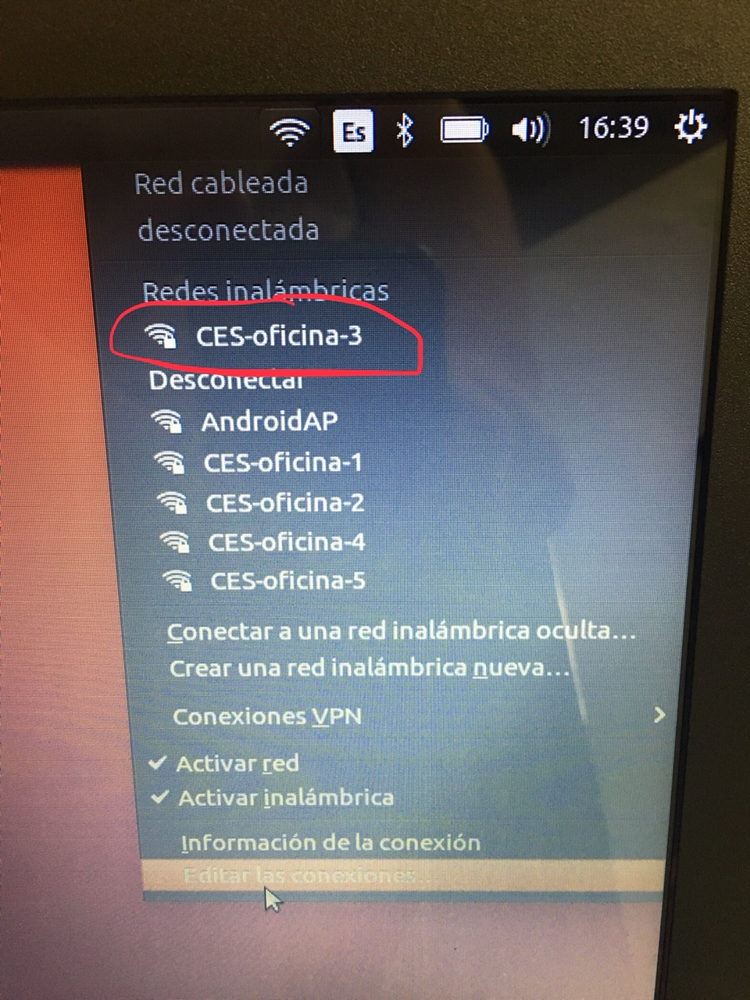 Es 16:39
Red cableada
desconectada
Redes inalámbricas
CES-oficina-3
Desconectar
AndroidAP
CES-oficina-1
CES-oficina-2
CES-oficina-4
CES-oficina-5
Conectar a una red inalámbrica oculta...
Crear una red inalámbrica nueva...
Conexiones VPN
Activar red
Activar inalámbrica
Información de la conexión
Editar las conexiones...